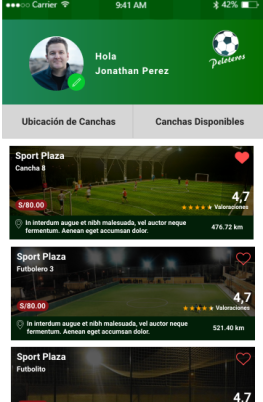 Carrier 9:41 AM 42%
Hola
Jonathan Perez
Peloteros
Ubicación de Canchas Canchas Disponibles
Sport Plaza
Cancha 8
4,7
S/80.00 Valoraciones
In interdum augue et nibh malesuada, vel auctor neque
fermentum. Aenean eget accumsan dolor. 476.72 km
Sport Plaza
Futbolero 3
4,7
S/80.00 Valoraciones
In interdum augue et nibh malesuada, vel auctor neque
fermentum. Aenean eget accumsan dolor. 521.40 km
Sport Plaza
Futbolito
4,7